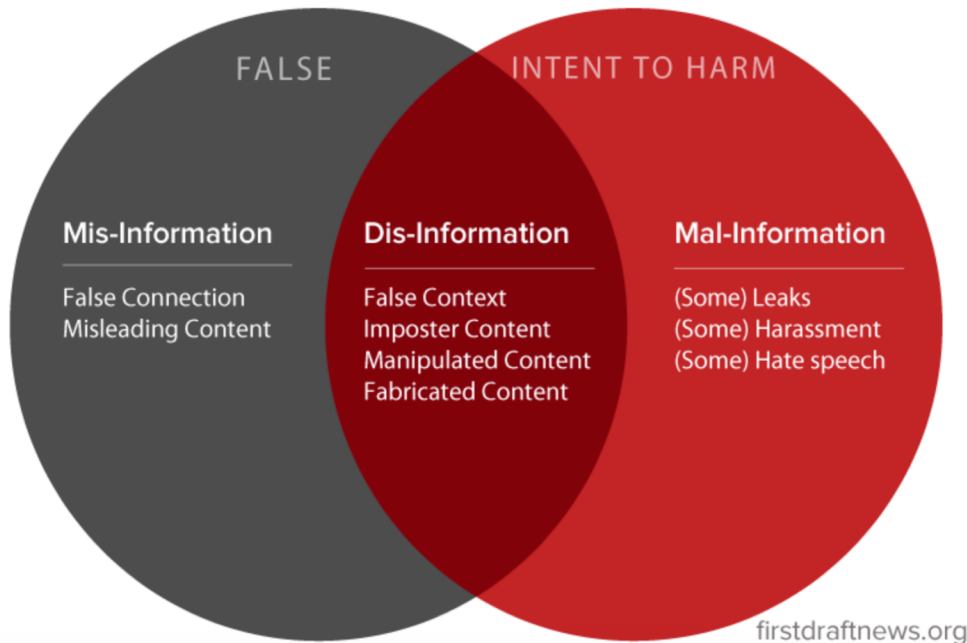 FALSE
INTENT TO HARM
Mis-Information
False Connection
Misleading Content
Dis-Information
False Context
Imposter Content
Manipulated Content
Fabricated Content
Mal-Information
(Some) Leaks
(Some) Harassment
(Some) Hate speech
firstdraftnews.org